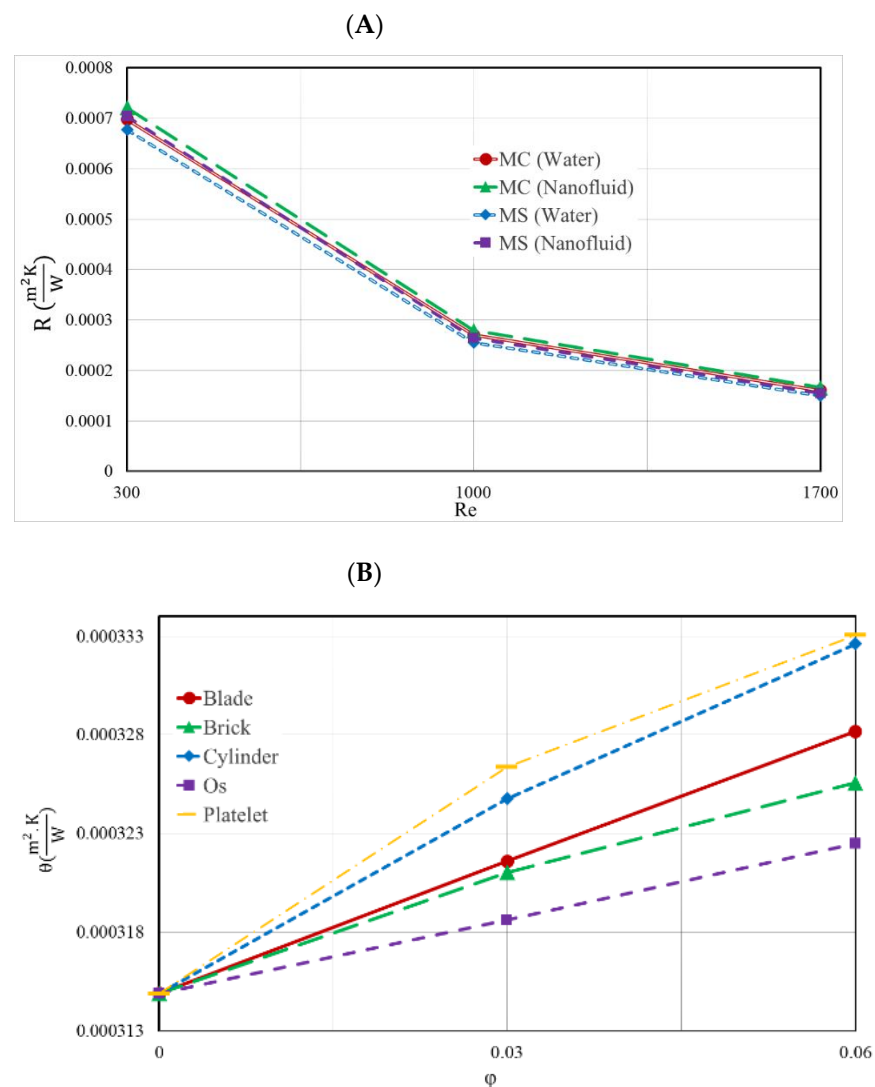 (A)
0.0008
0.0007
0.0006
0.0005
0.0004
0.0003
0.0002
0.0001
0
R (m²K/W)
MC (Water)
MC (Nanofluid)
MS (Water)
MS (Nanofluid)
300 1000 1700
Re
(B)
0.000333
0.000328
0.000323
0.000318
0.000313
θ(m².K/W)
Blade
Brick
Cylinder
Os
Platelet
0 0.03 0.06
φ